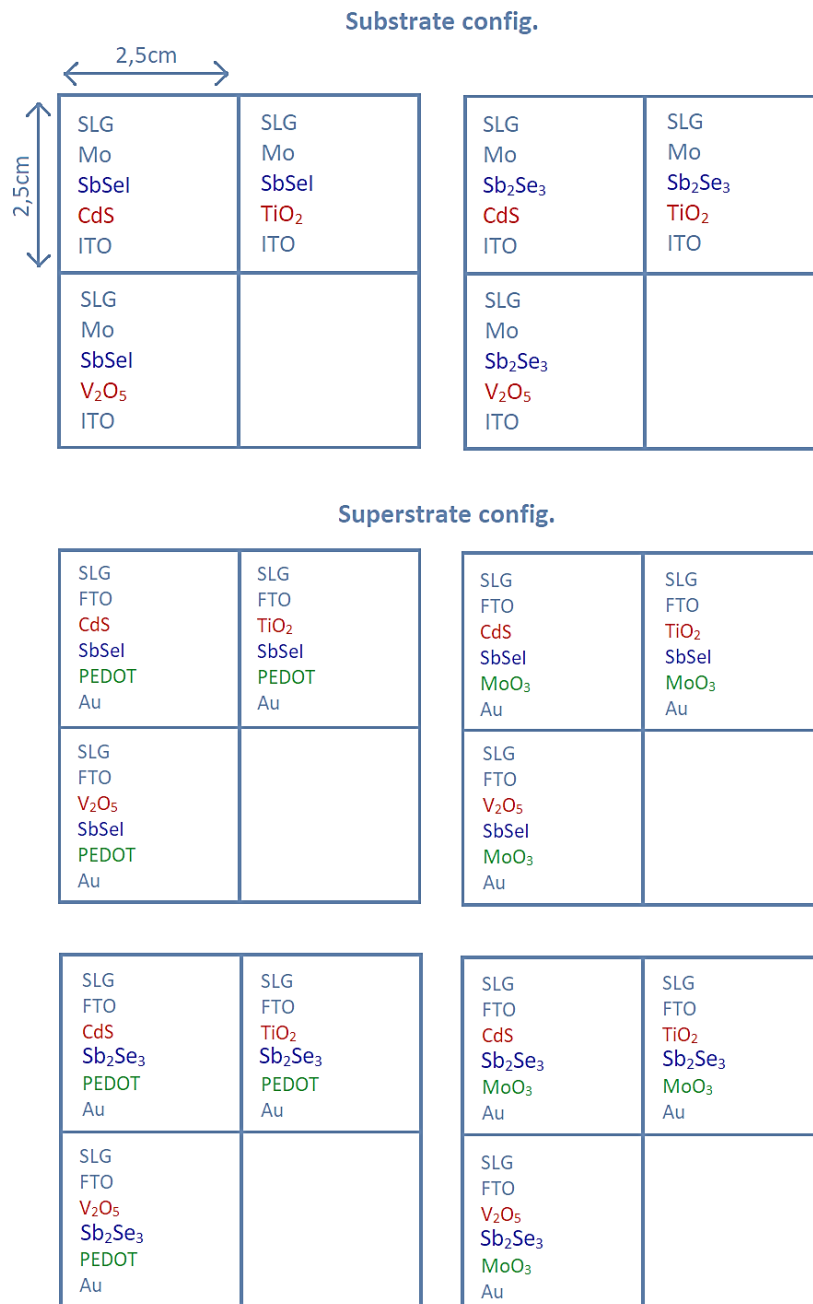 Substrate config.
2,5cm
2,5cm
SLG
Mo
SbSeI
CdS
ITO
SLG
Mo
SbSeI
TiO₂
ITO
SLG
Mo
SbSeI
V₂O₅
ITO
SLG
Mo
Sb₂Se₃
CdS
ITO
SLG
Mo
Sb₂Se₃
TiO₂
ITO
SLG
Mo
Sb₂Se₃
V₂O₅
ITO
Superstrate config.
SLG
FTO
CdS
SbSeI
PEDOT
Au
SLG
FTO
TiO₂
SbSeI
PEDOT
Au
SLG
FTO
V₂O₅
SbSeI
PEDOT
Au
SLG
FTO
CdS
SbSeI
MoO₃
Au
SLG
FTO
TiO₂
SbSeI
MoO₃
Au
SLG
FTO
V₂O₅
SbSeI
MoO₃
Au
SLG
FTO
CdS
Sb₂Se₃
PEDOT
Au
SLG
FTO
TiO₂
Sb₂Se₃
PEDOT
Au
SLG
FTO
V₂O₅
Sb₂Se₃
PEDOT
Au
SLG
FTO
CdS
Sb₂Se₃
MoO₃
Au
SLG
FTO
TiO₂
Sb₂Se₃
MoO₃
Au
SLG
FTO
V₂O₅
Sb₂Se₃
MoO₃
Au